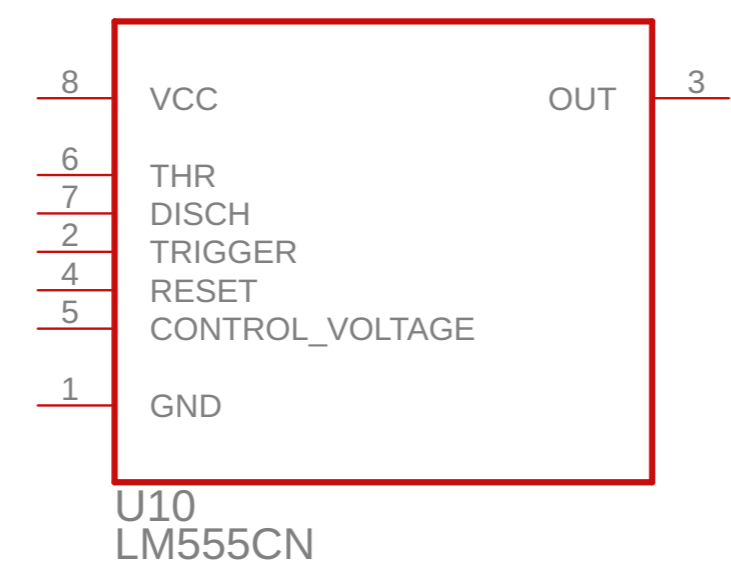 8 VCC OUT 3
6 THR
7 DISCH
2 TRIGGER
4 RESET
5 CONTROL_VOLTAGE
1 GND
U10
LM555CN